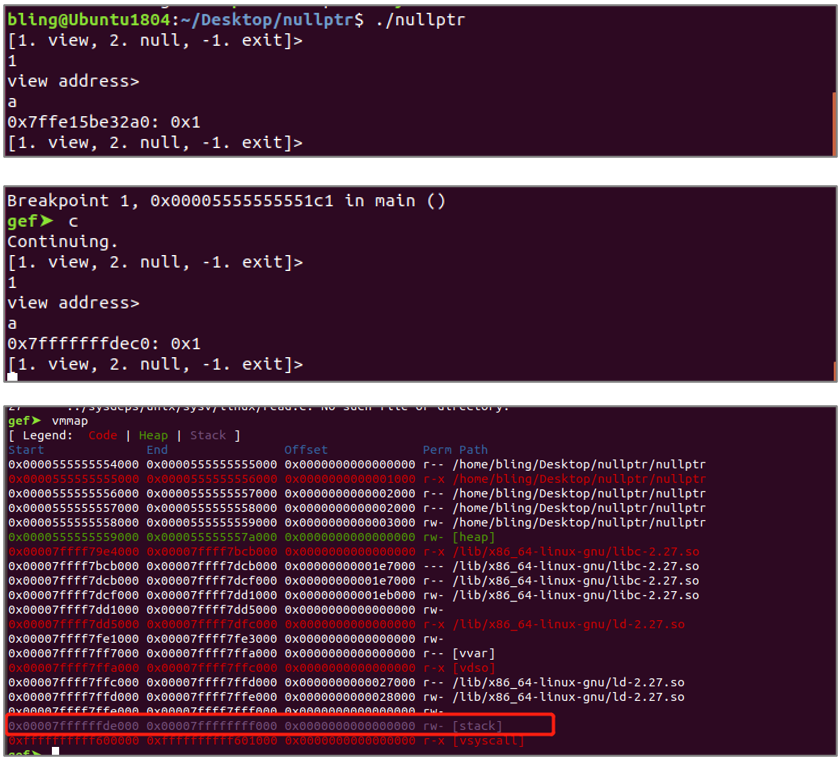 bling@Ubuntu1804:~/Desktop/nullptr$ ./nullptr
[1. view, 2. null, -1. exit]>
1
view address>
a
0x7ffe15be32a0: 0x1
[1. view, 2. null, -1. exit]>
Breakpoint 1, 0x00005555555551c1 in main ()
gef➤ c
Continuing.
[1. view, 2. null, -1. exit]>
1
view address>
a
0x7fffffffdec0: 0x1
[1. view, 2. null, -1. exit]>
27 ../sysdeps/unix/sysv/linux/read.c: No such file or directory.
gef➤ vmmap
[ Legend: Code | Heap | Stack ]
Start End Offset Perm Path
0x0000555555554000 0x0000555555555000 0x0000000000000000 r-- /home/bling/Desktop/nullptr/nullptr
0x0000555555555000 0x0000555555556000 0x0000000000001000 r-x /home/bling/Desktop/nullptr/nullptr
0x0000555555556000 0x0000555555557000 0x0000000000002000 r-- /home/bling/Desktop/nullptr/nullptr
0x0000555555557000 0x0000555555558000 0x0000000000002000 r-- /home/bling/Desktop/nullptr/nullptr
0x0000555555558000 0x0000555555559000 0x0000000000003000 rw- /home/bling/Desktop/nullptr/nullptr
0x0000555555559000 0x000055555557a000 0x0000000000000000 rw- [heap]
0x00007ffff79e4000 0x00007ffff7bcb000 0x0000000000000000 r-x /lib/x86_64-linux-gnu/libc-2.27.so
0x00007ffff7bcb000 0x00007ffff7dcb000 0x00000000001e7000 --- /lib/x86_64-linux-gnu/libc-2.27.so
0x00007ffff7dcb000 0x00007ffff7dcf000 0x00000000001e7000 r-- /lib/x86_64-linux-gnu/libc-2.27.so
0x00007ffff7dcf000 0x00007ffff7dd1000 0x00000000001eb000 rw- /lib/x86_64-linux-gnu/libc-2.27.so
0x00007ffff7dd1000 0x00007ffff7dd5000 0x0000000000000000 rw-
0x00007ffff7dd5000 0x00007ffff7dfc000 0x0000000000000000 r-x /lib/x86_64-linux-gnu/ld-2.27.so
0x00007ffff7fe1000 0x00007ffff7fe3000 0x0000000000000000 rw-
0x00007ffff7ff7000 0x00007ffff7ffa000 0x0000000000000000 r-- [vvar]
0x00007ffff7ffa000 0x00007ffff7ffc000 0x0000000000000000 r-x [vdso]
0x00007ffff7ffc000 0x00007ffff7ffd000 0x0000000000027000 r-- /lib/x86_64-linux-gnu/ld-2.27.so
0x00007ffff7ffd000 0x00007ffff7ffe000 0x0000000000028000 rw- /lib/x86_64-linux-gnu/ld-2.27.so
0x00007ffff7ffe000 0x00007ffff7fff000 0x0000000000000000 rw-
0x00007ffffffde000 0x00007ffffffff000 0x0000000000000000 rw- [stack]
0xffffffffff600000 0xffffffffff601000 0x0000000000000000 r-x [vsyscall]
gef➤